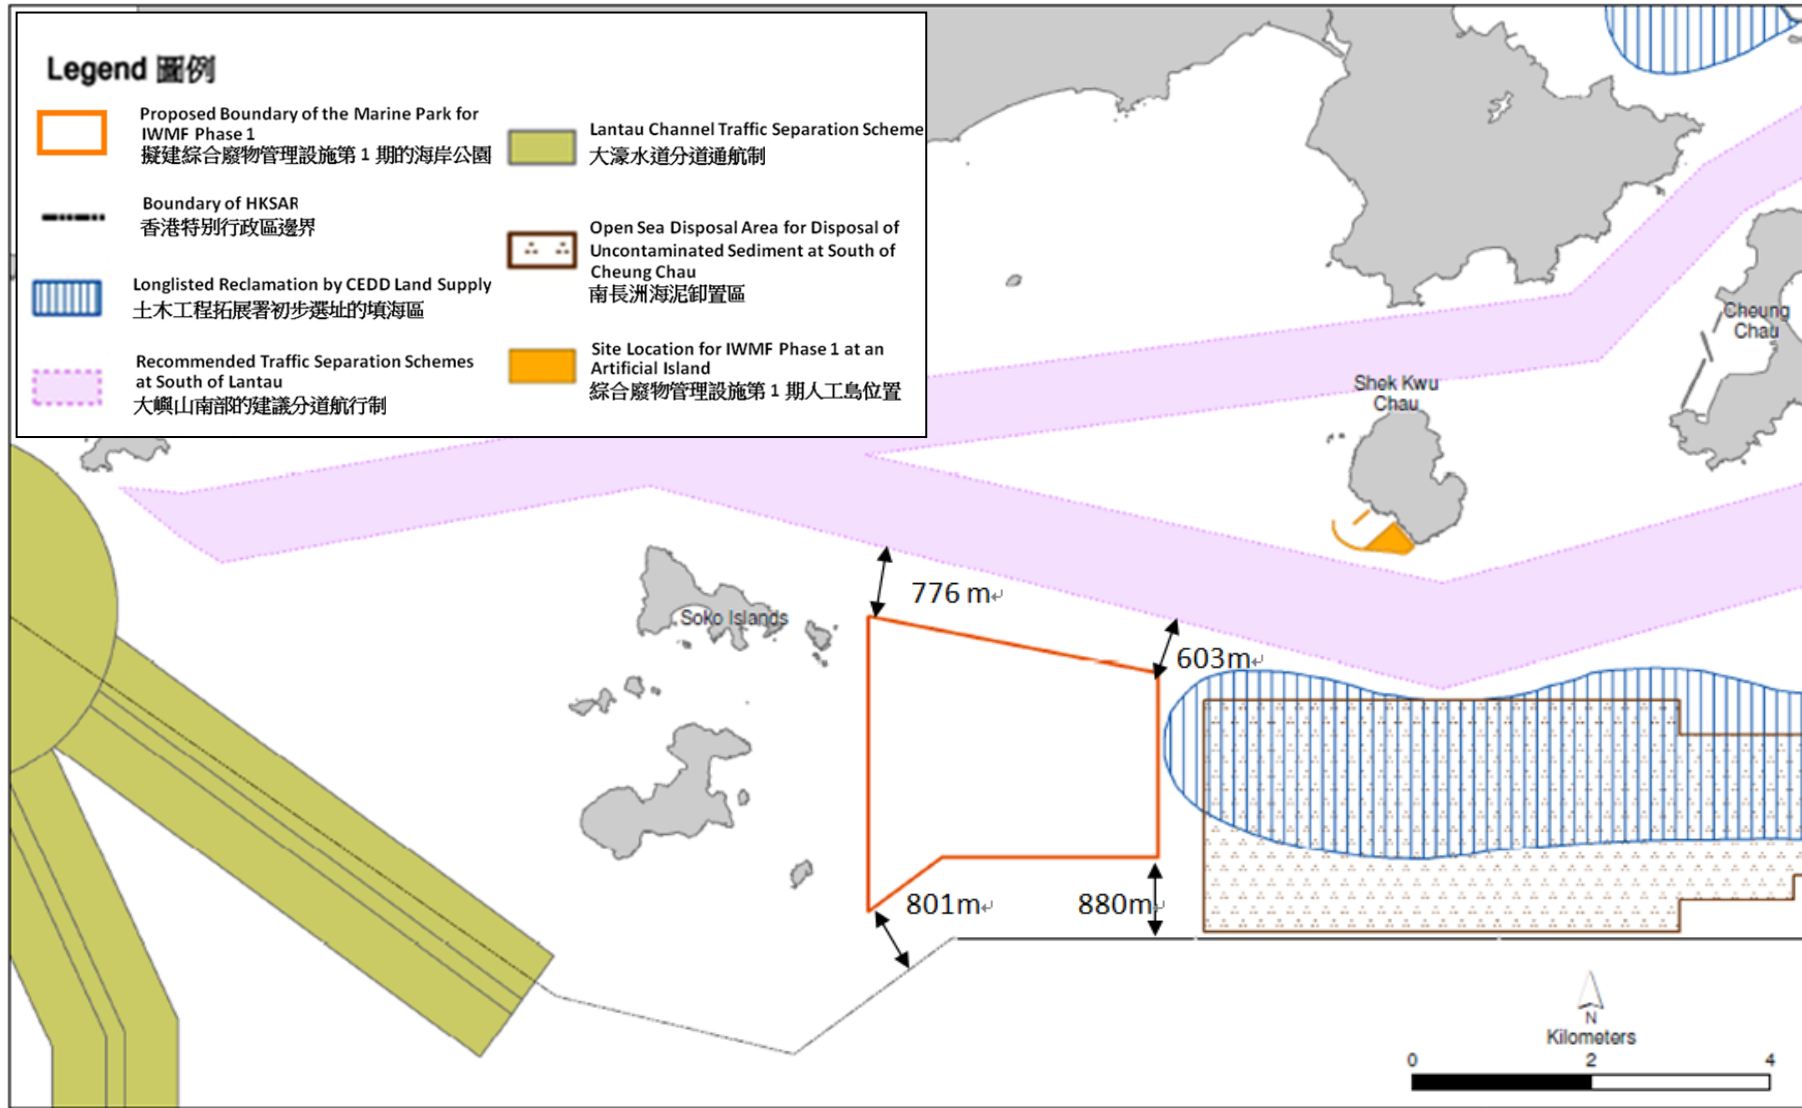 Legend 圖例
Proposed Boundary of the Marine Park for
IWMF Phase 1
擬建綜合廢物管理設施第 1 期的海岸公園
Boundary of HKSAR
香港特別行政區邊界
Longlisted Reclamation by CEDD Land Supply
土木工程拓展署初步選址的填海區
Recommended Traffic Separation Schemes
at South of Lantau
大嶼山南部的建議分道航行制
Lantau Channel Traffic Separation Scheme
大濠水道分道通航制
Open Sea Disposal Area for Disposal of
Uncontaminated Sediment at South of
Cheung Chau
南長洲海泥卸置區
Site Location for IWMF Phase 1 at an
Artificial Island
綜合廢物管理設施第 1 期人工島位置
Cheung
Chau
Shek Kwu
Chau
776 m
Soko Islands
603m
801m
880m
N
Kilometers
0 2 4